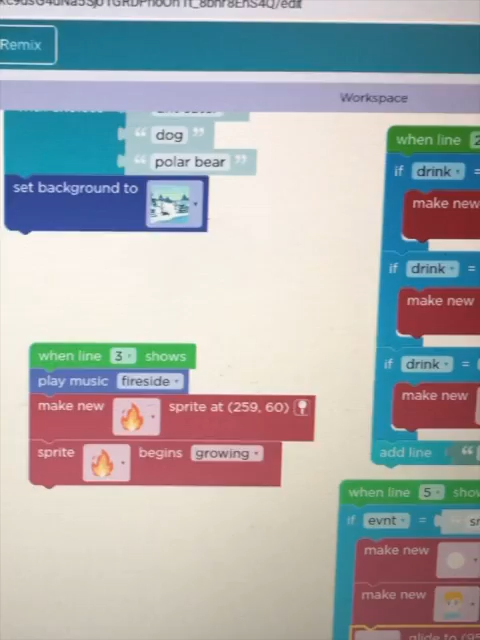 Remix
Workspace
“ dog ”
“ polar bear ”
set background to
when line 3 shows
play music fireside
make new sprite at (259, 60)
sprite begins growing
when line
if drink =
make new
if drink =
make new
if drink =
make new
add line “
when line 5
if evnt =
make new
make new
glide to